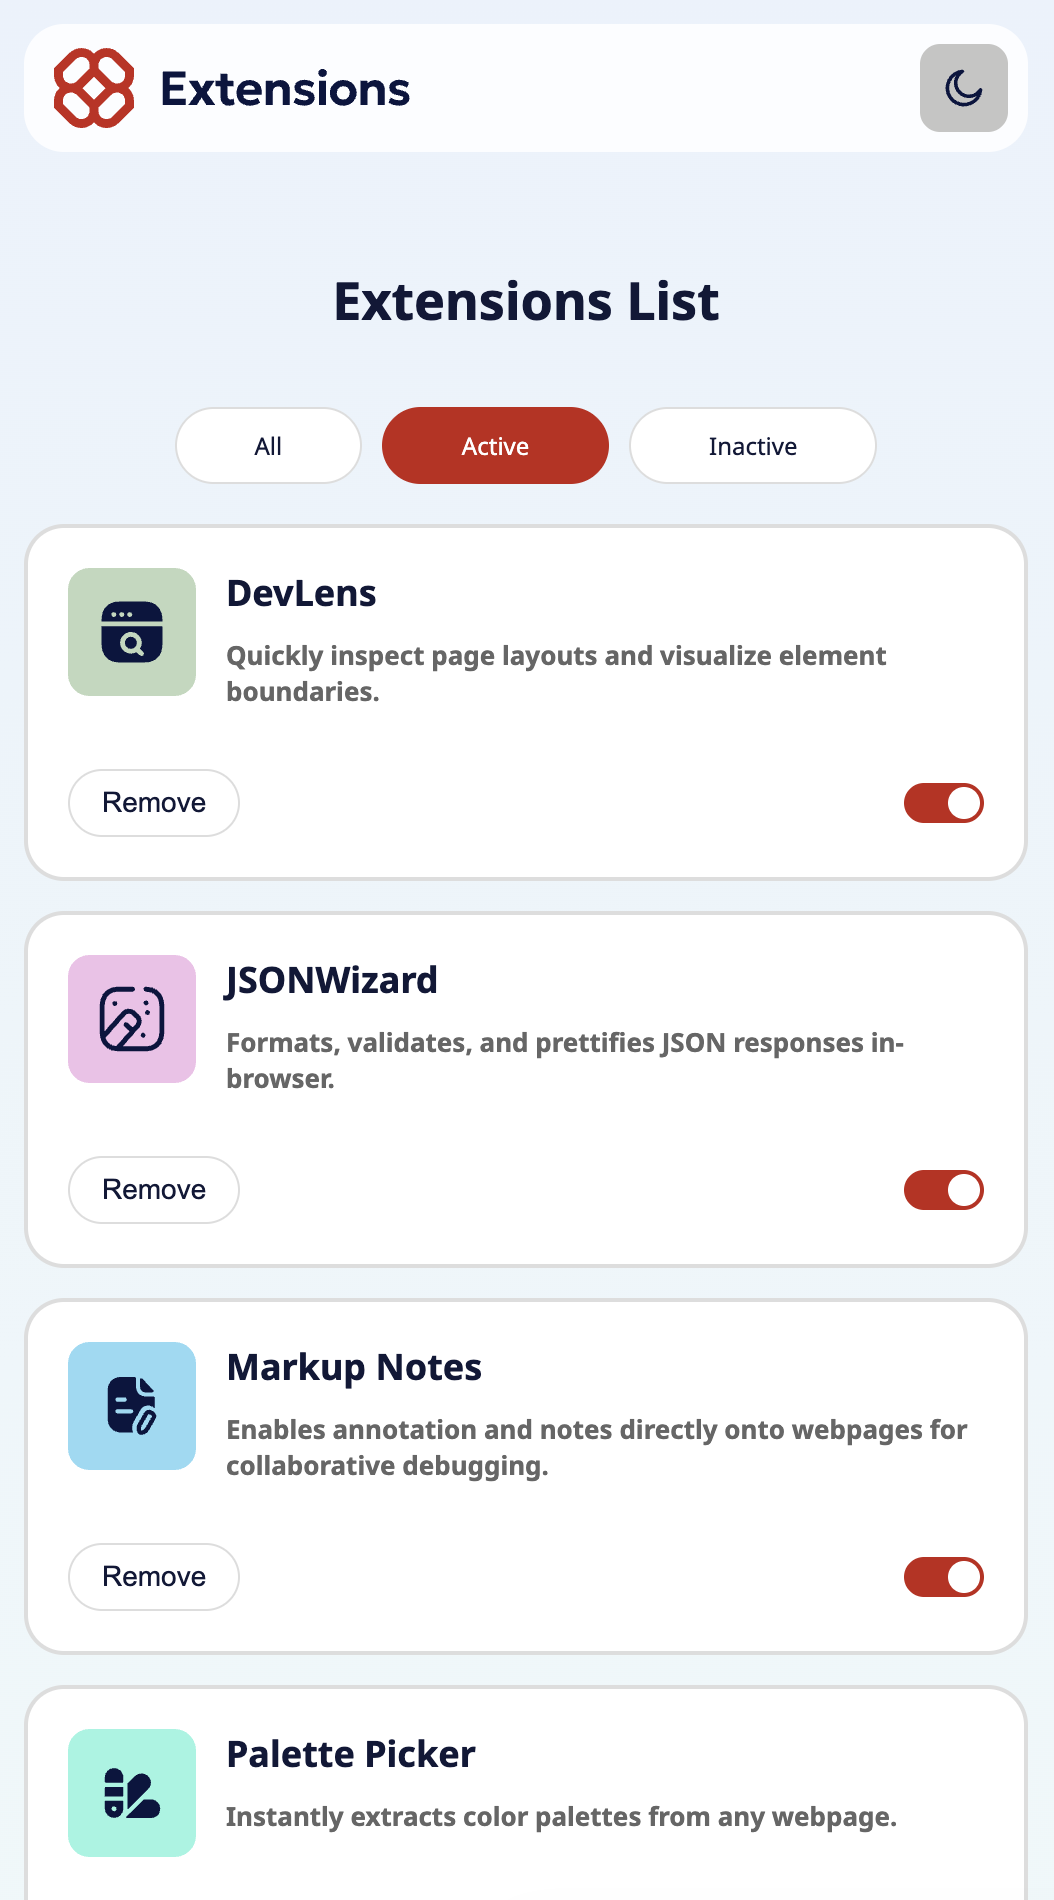 Extensions
Extensions List
All
Active
Inactive
DevLens
Quickly inspect page layouts and visualize element
boundaries.
Remove
JSONWizard
Formats, validates, and prettifies JSON responses in-
browser.
Remove
Markup Notes
Enables annotation and notes directly onto webpages for
collaborative debugging.
Remove
Palette Picker
Instantly extracts color palettes from any webpage.